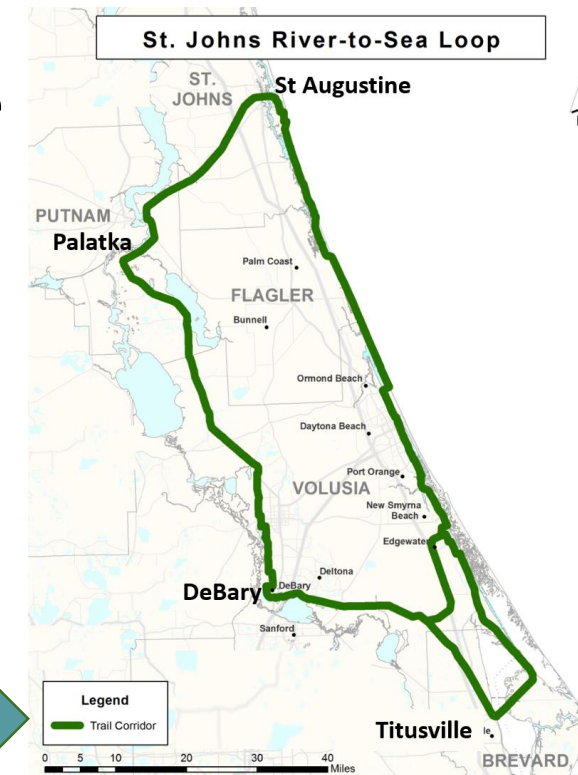 St. Johns River-to-Sea Loop
ST.
JOHNS
St Augustine
e
PUTNAM
Palatka
Palm Coast
FLAGLER
Bunnell
Ormond Beach
Daytona Beach
Port Orange
VOLUSIA
New Smyrna
Beach
Edgewater
Deltona
DeBary
DeBary
Sanford
Legend
Trail Corridor
Titusville
le
BREVARD
0 5 10 20 30 40
Miles